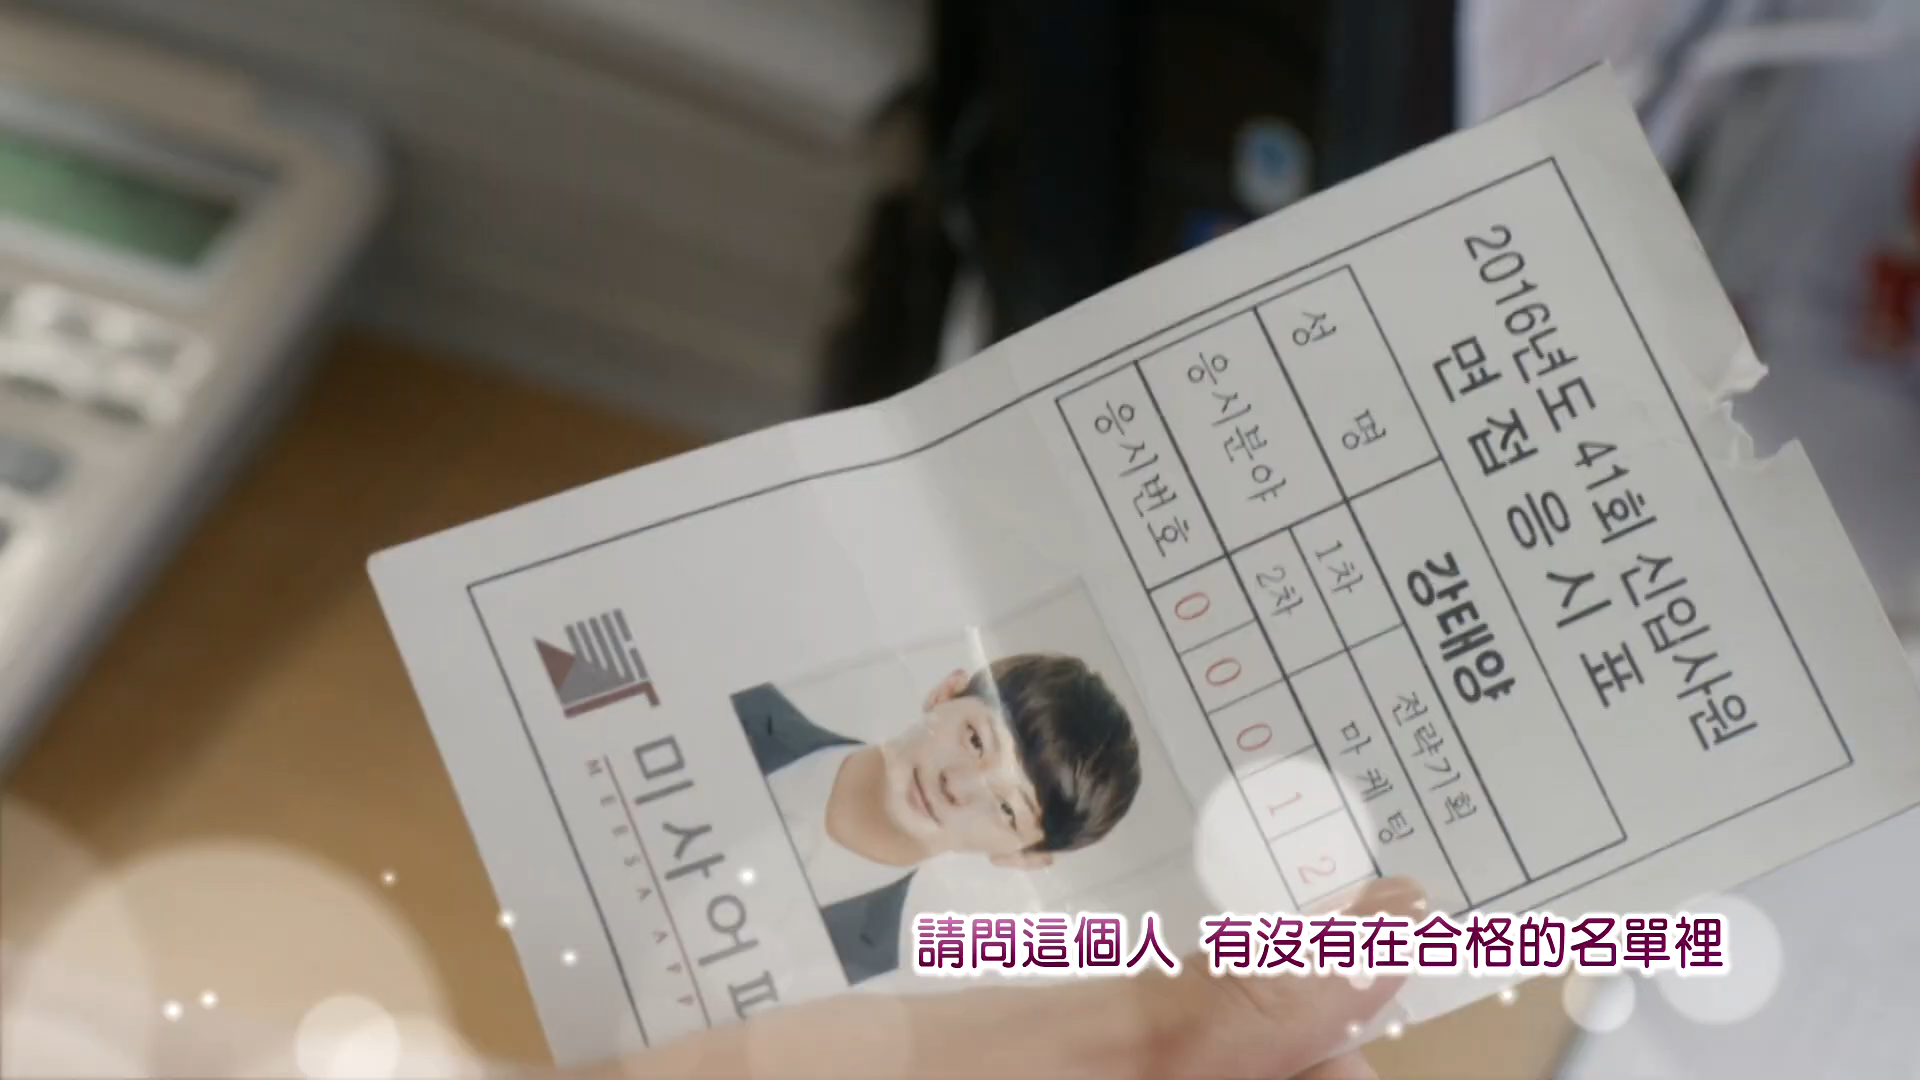 2016년도 41회 신입사원
면접응시표
성 명 강태양
응시분야 1차 전략기획
2차 마케팅
응시번호 0 0 0 1 2
미사어패
MERSAAPP
請問這個人 有沒有在合格的名單裡